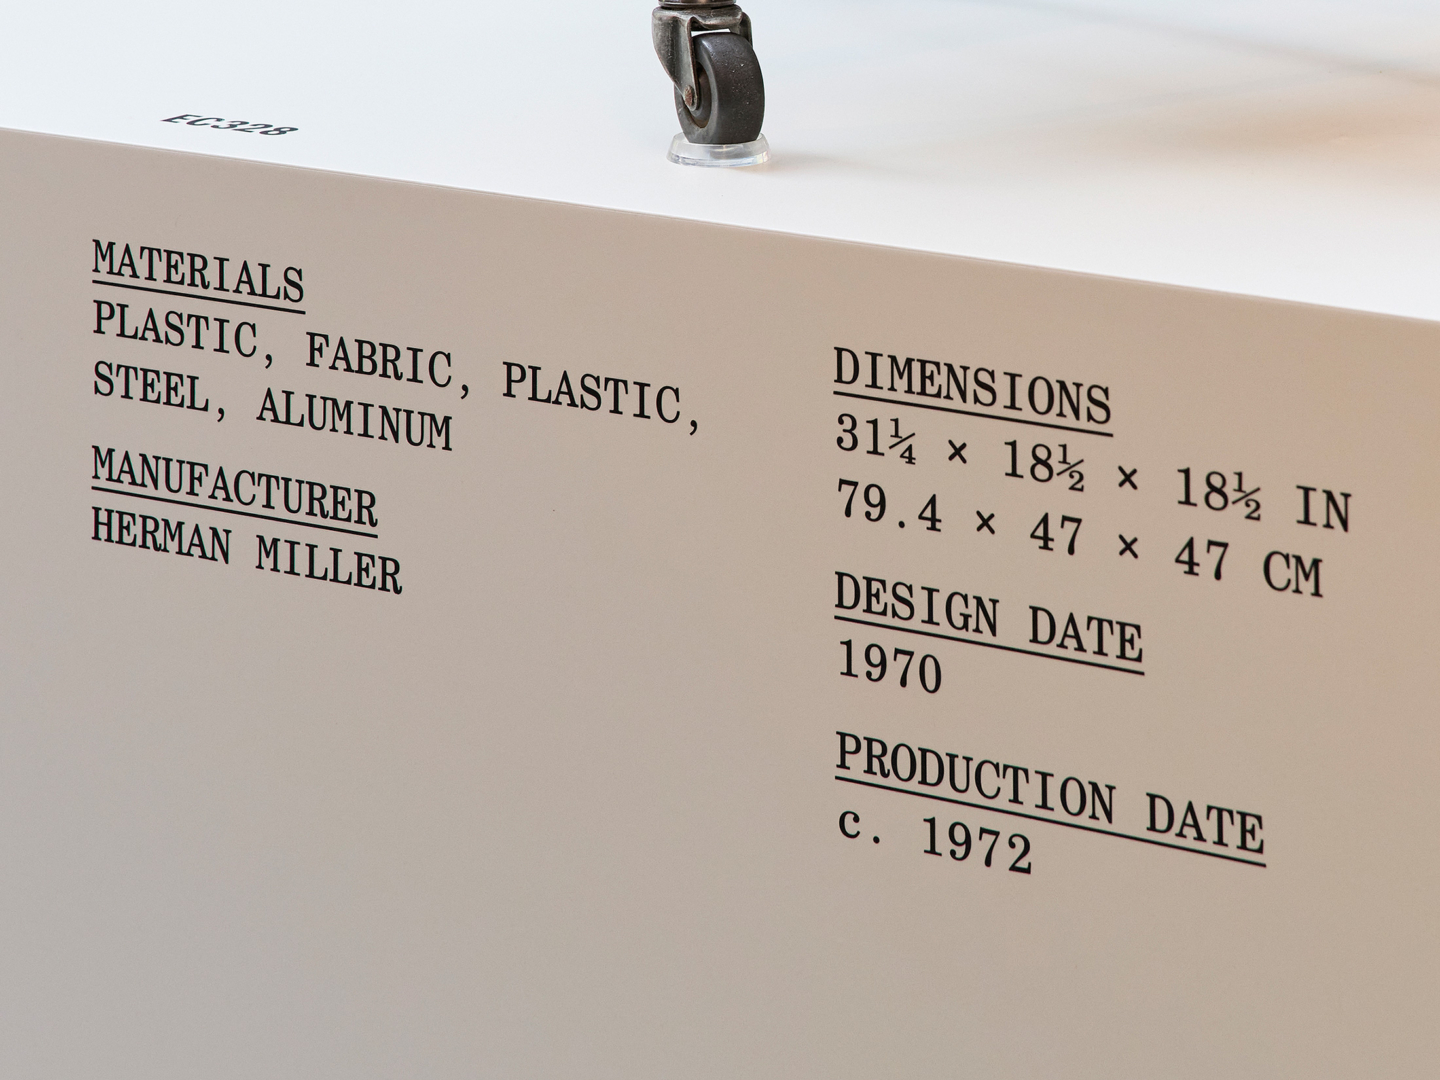 EC328
MATERIALS
PLASTIC, FABRIC, PLASTIC,
STEEL, ALUMINUM
MANUFACTURER
HERMAN MILLER
DIMENSIONS
31¼ × 18½ × 18½ IN
79.4 × 47 × 47 CM
DESIGN DATE
1970
PRODUCTION DATE
c. 1972